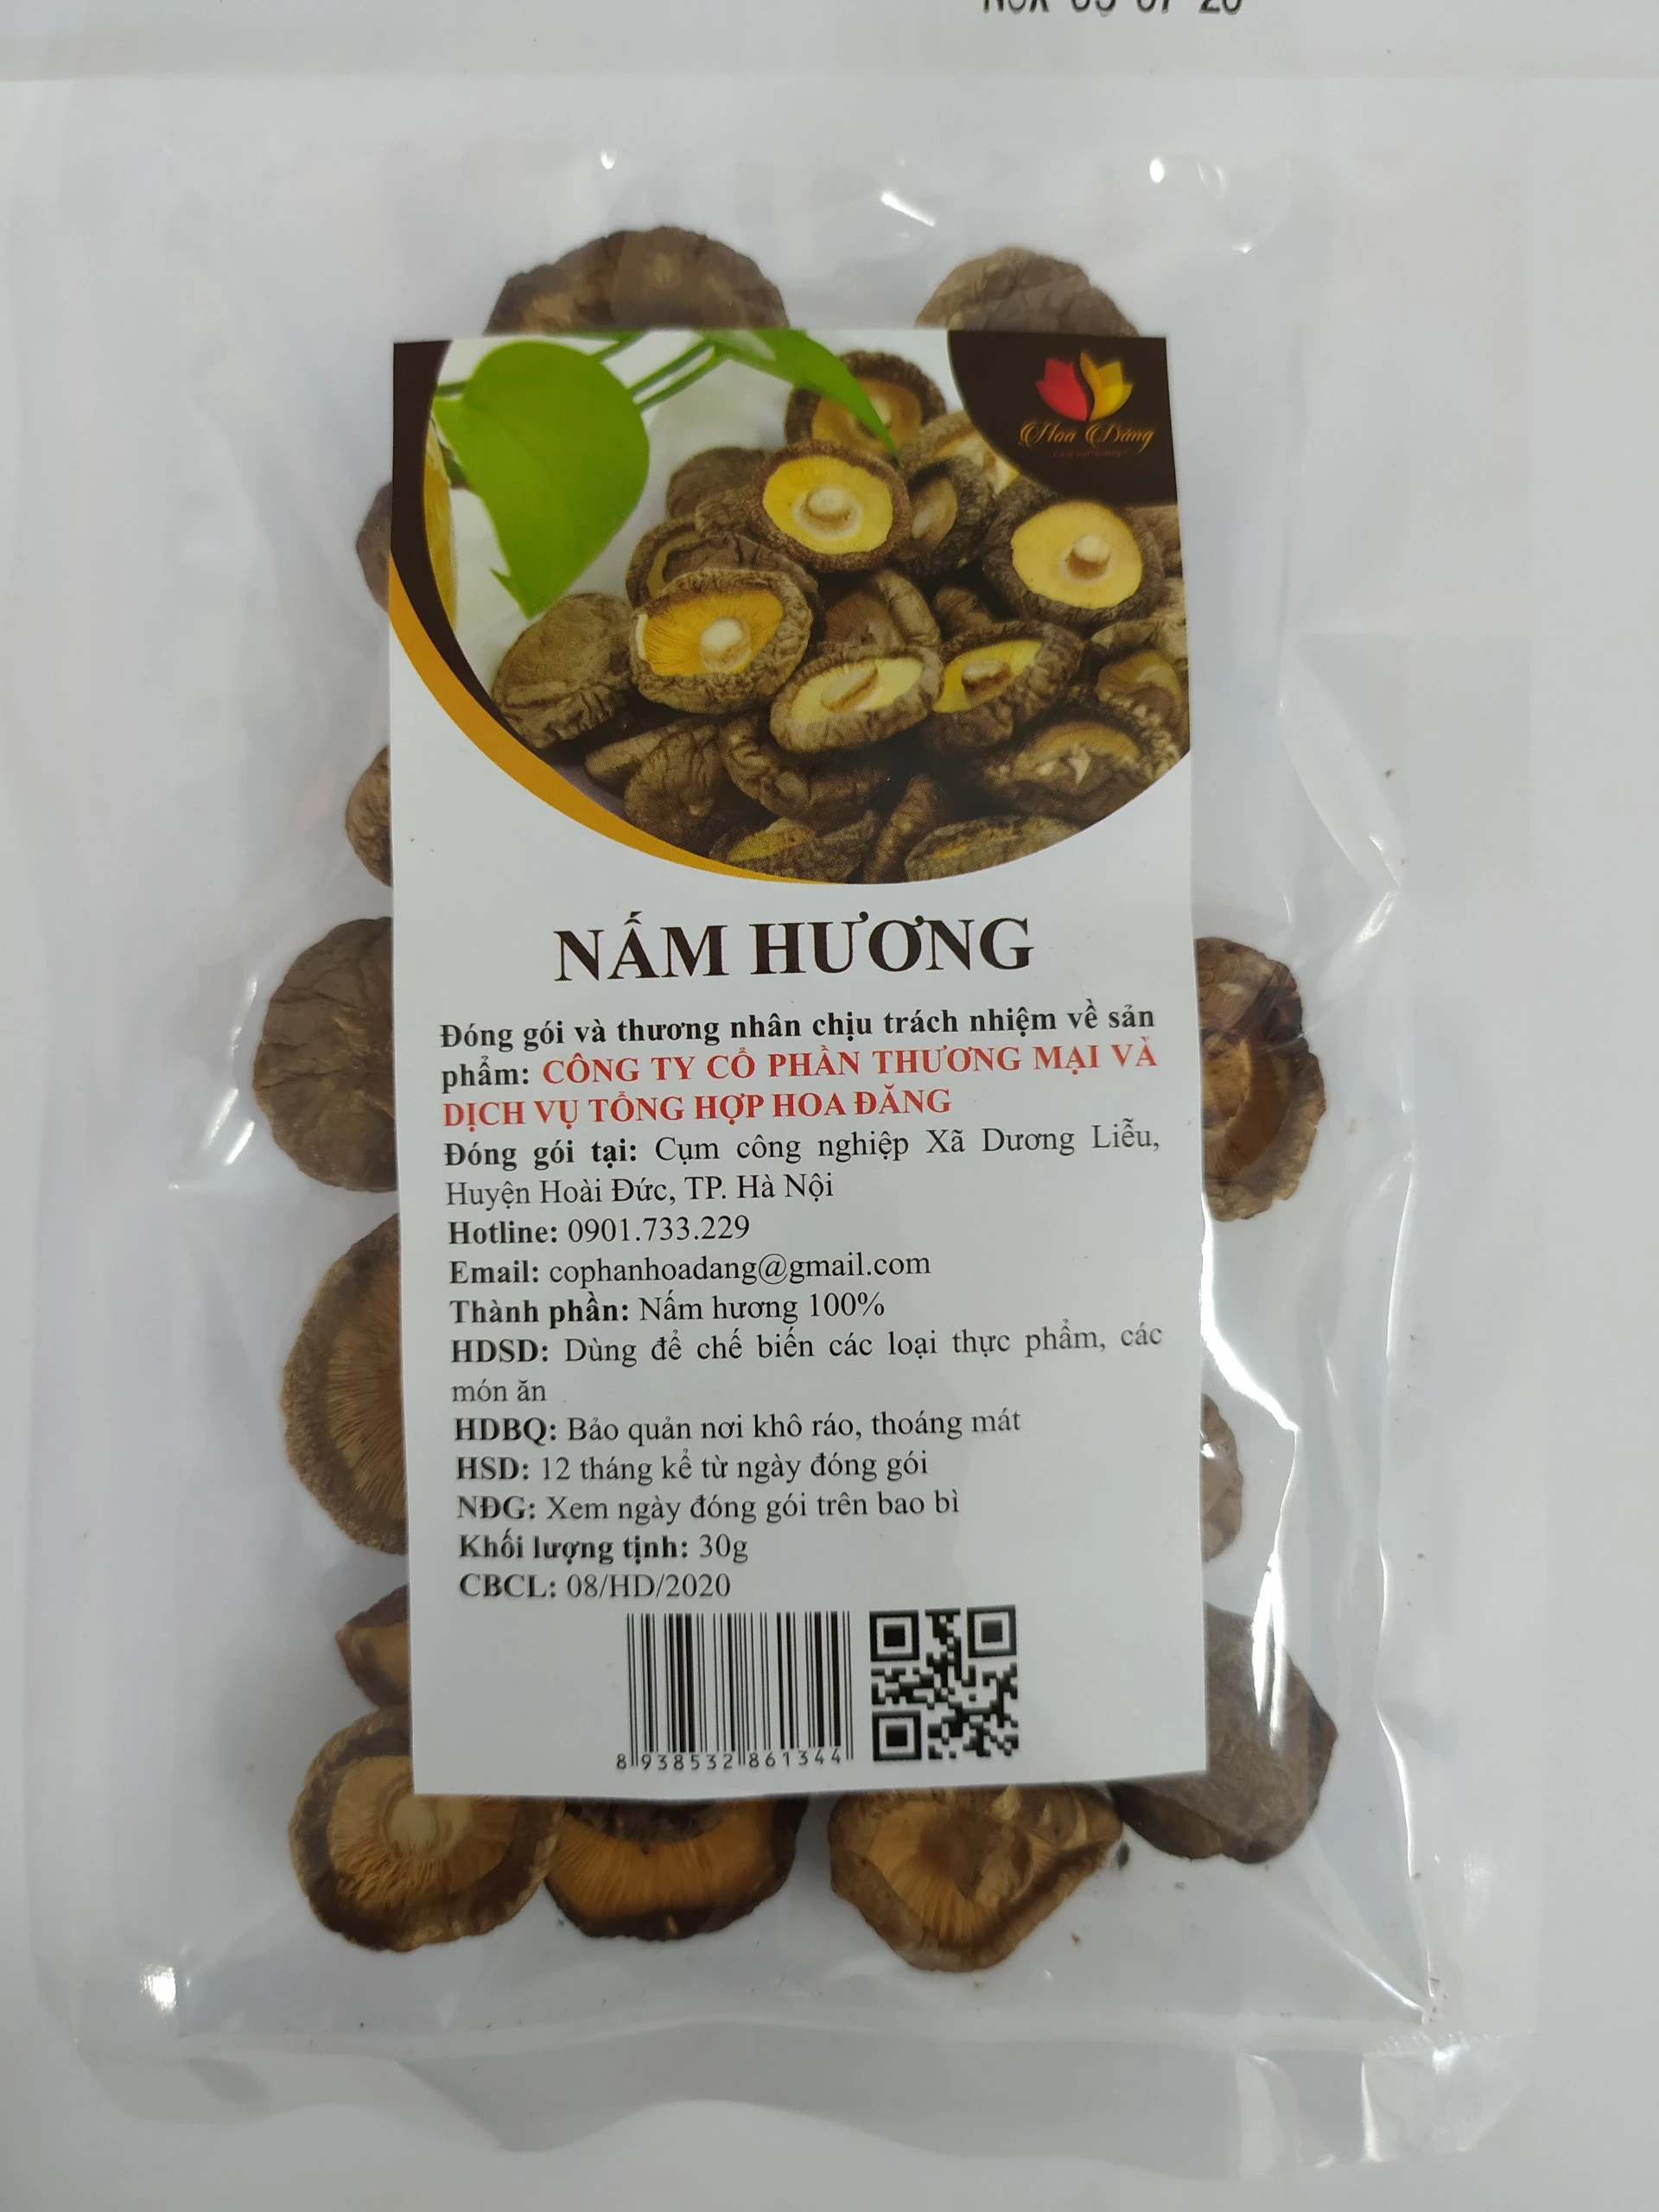 Hoa Đăng
NẤM HƯƠNG
Đóng gói và thương nhân chịu trách nhiệm về sản
phẩm: CÔNG TY CỔ PHẦN THƯƠNG MẠI VÀ
DỊCH VỤ TỔNG HỢP HOA ĐĂNG
Đóng gói tại: Cụm công nghiệp Xã Dương Liễu,
Huyện Hoài Đức, TP. Hà Nội
Hotline: 0901.733.229
Email: cophanhoadang@gmail.com
Thành phần: Nấm hương 100%
HDSD: Dùng để chế biến các loại thực phẩm, các
món ăn
HDBQ: Bảo quản nơi khô ráo, thoáng mát
HSD: 12 tháng kể từ ngày đóng gói
NĐG: Xem ngày đóng gói trên bao bì
Khối lượng tịnh: 30g
CBCL: 08/HD/2020
8 938532 861344